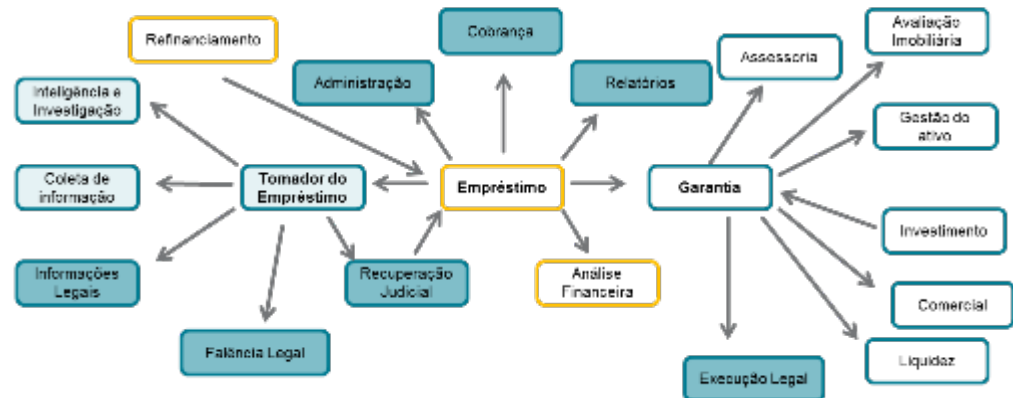 Refinanciamento
Cobrança
Avaliação
Imobiliária
Assessoria
Administração
Relatórios
Inteligência e
Investigação
Gestão do
ativo
Coleta de
informação
Tomador do
Empréstimo
Empréstimo
Garantia
Investimento
Informações
Legais
Recuperação
Judicial
Análise
Financeira
Comercial
Falência Legal
Liquidez
Execução Legal